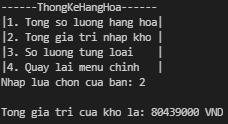 ------ThongKeHangHoa------
|1. Tong so luong hang hoa|
|2. Tong gia tri nhap kho |
|3. So luong tung loai    |
|4. Quay lai menu chinh   |
Nhap lua chon cua ban: 2
Tong gia tri cua kho la: 80439000 VND